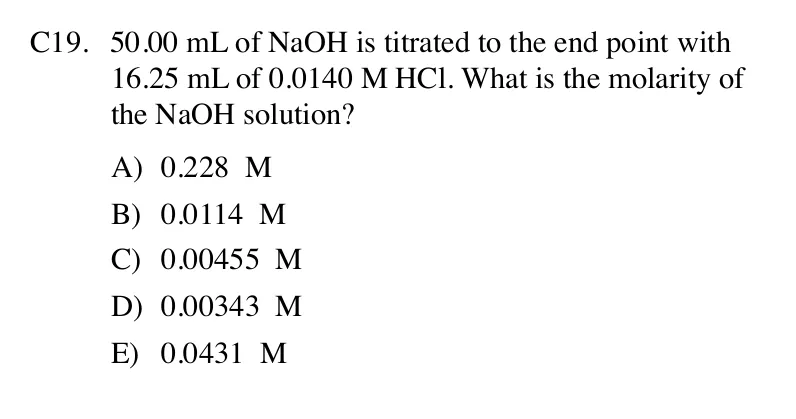 C19. 50.00 mL of NaOH is titrated to the end point with
16.25 mL of 0.0140 M HCl. What is the molarity of
the NaOH solution?
A) 0.228 M
B) 0.0114 M
C) 0.00455 M
D) 0.00343 M
E) 0.0431 M